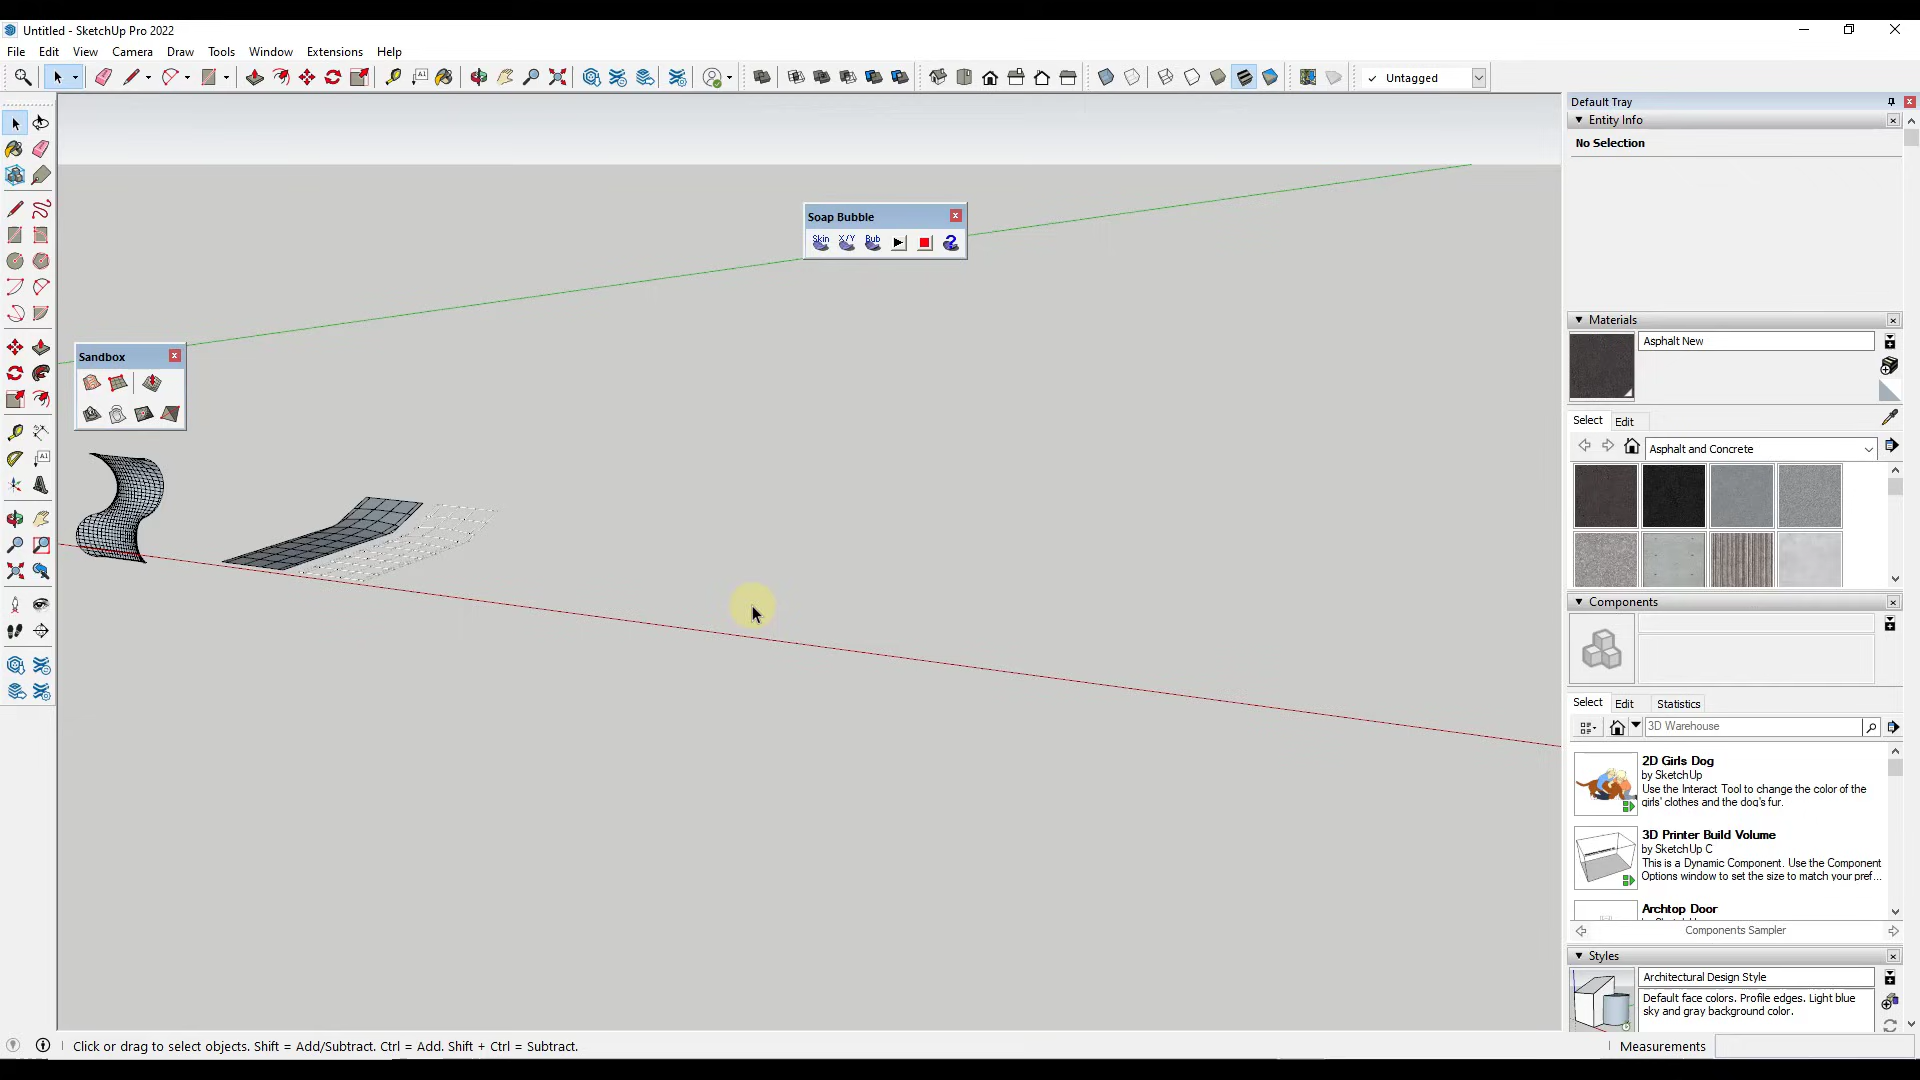 Untitled - SketchUp Pro 2022
File Edit View Camera Draw Tools Window Extensions Help
Untagged
Default Tray
Entity Info
No Selection
Soap Bubble
Skin X/Y Bub
Sandbox
Materials
Asphalt New
Select Edit
Asphalt and Concrete
Components
Select Edit Statistics
3D Warehouse
2D Girls Dog
by SketchUp
Use the Interact Tool to change the color of the
girls' clothes and the dog's fur.
3D Printer Build Volume
by SketchUp C
This is a Dynamic Component. Use the Component
Options window to set the size to match your pref...
Archtop Door
Components Sampler
Styles
Architectural Design Style
Default face colors. Profile edges. Light blue
sky and gray background color.
Click or drag to select objects. Shift = Add/Subtract. Ctrl = Add. Shift + Ctrl = Subtract.
Measurements